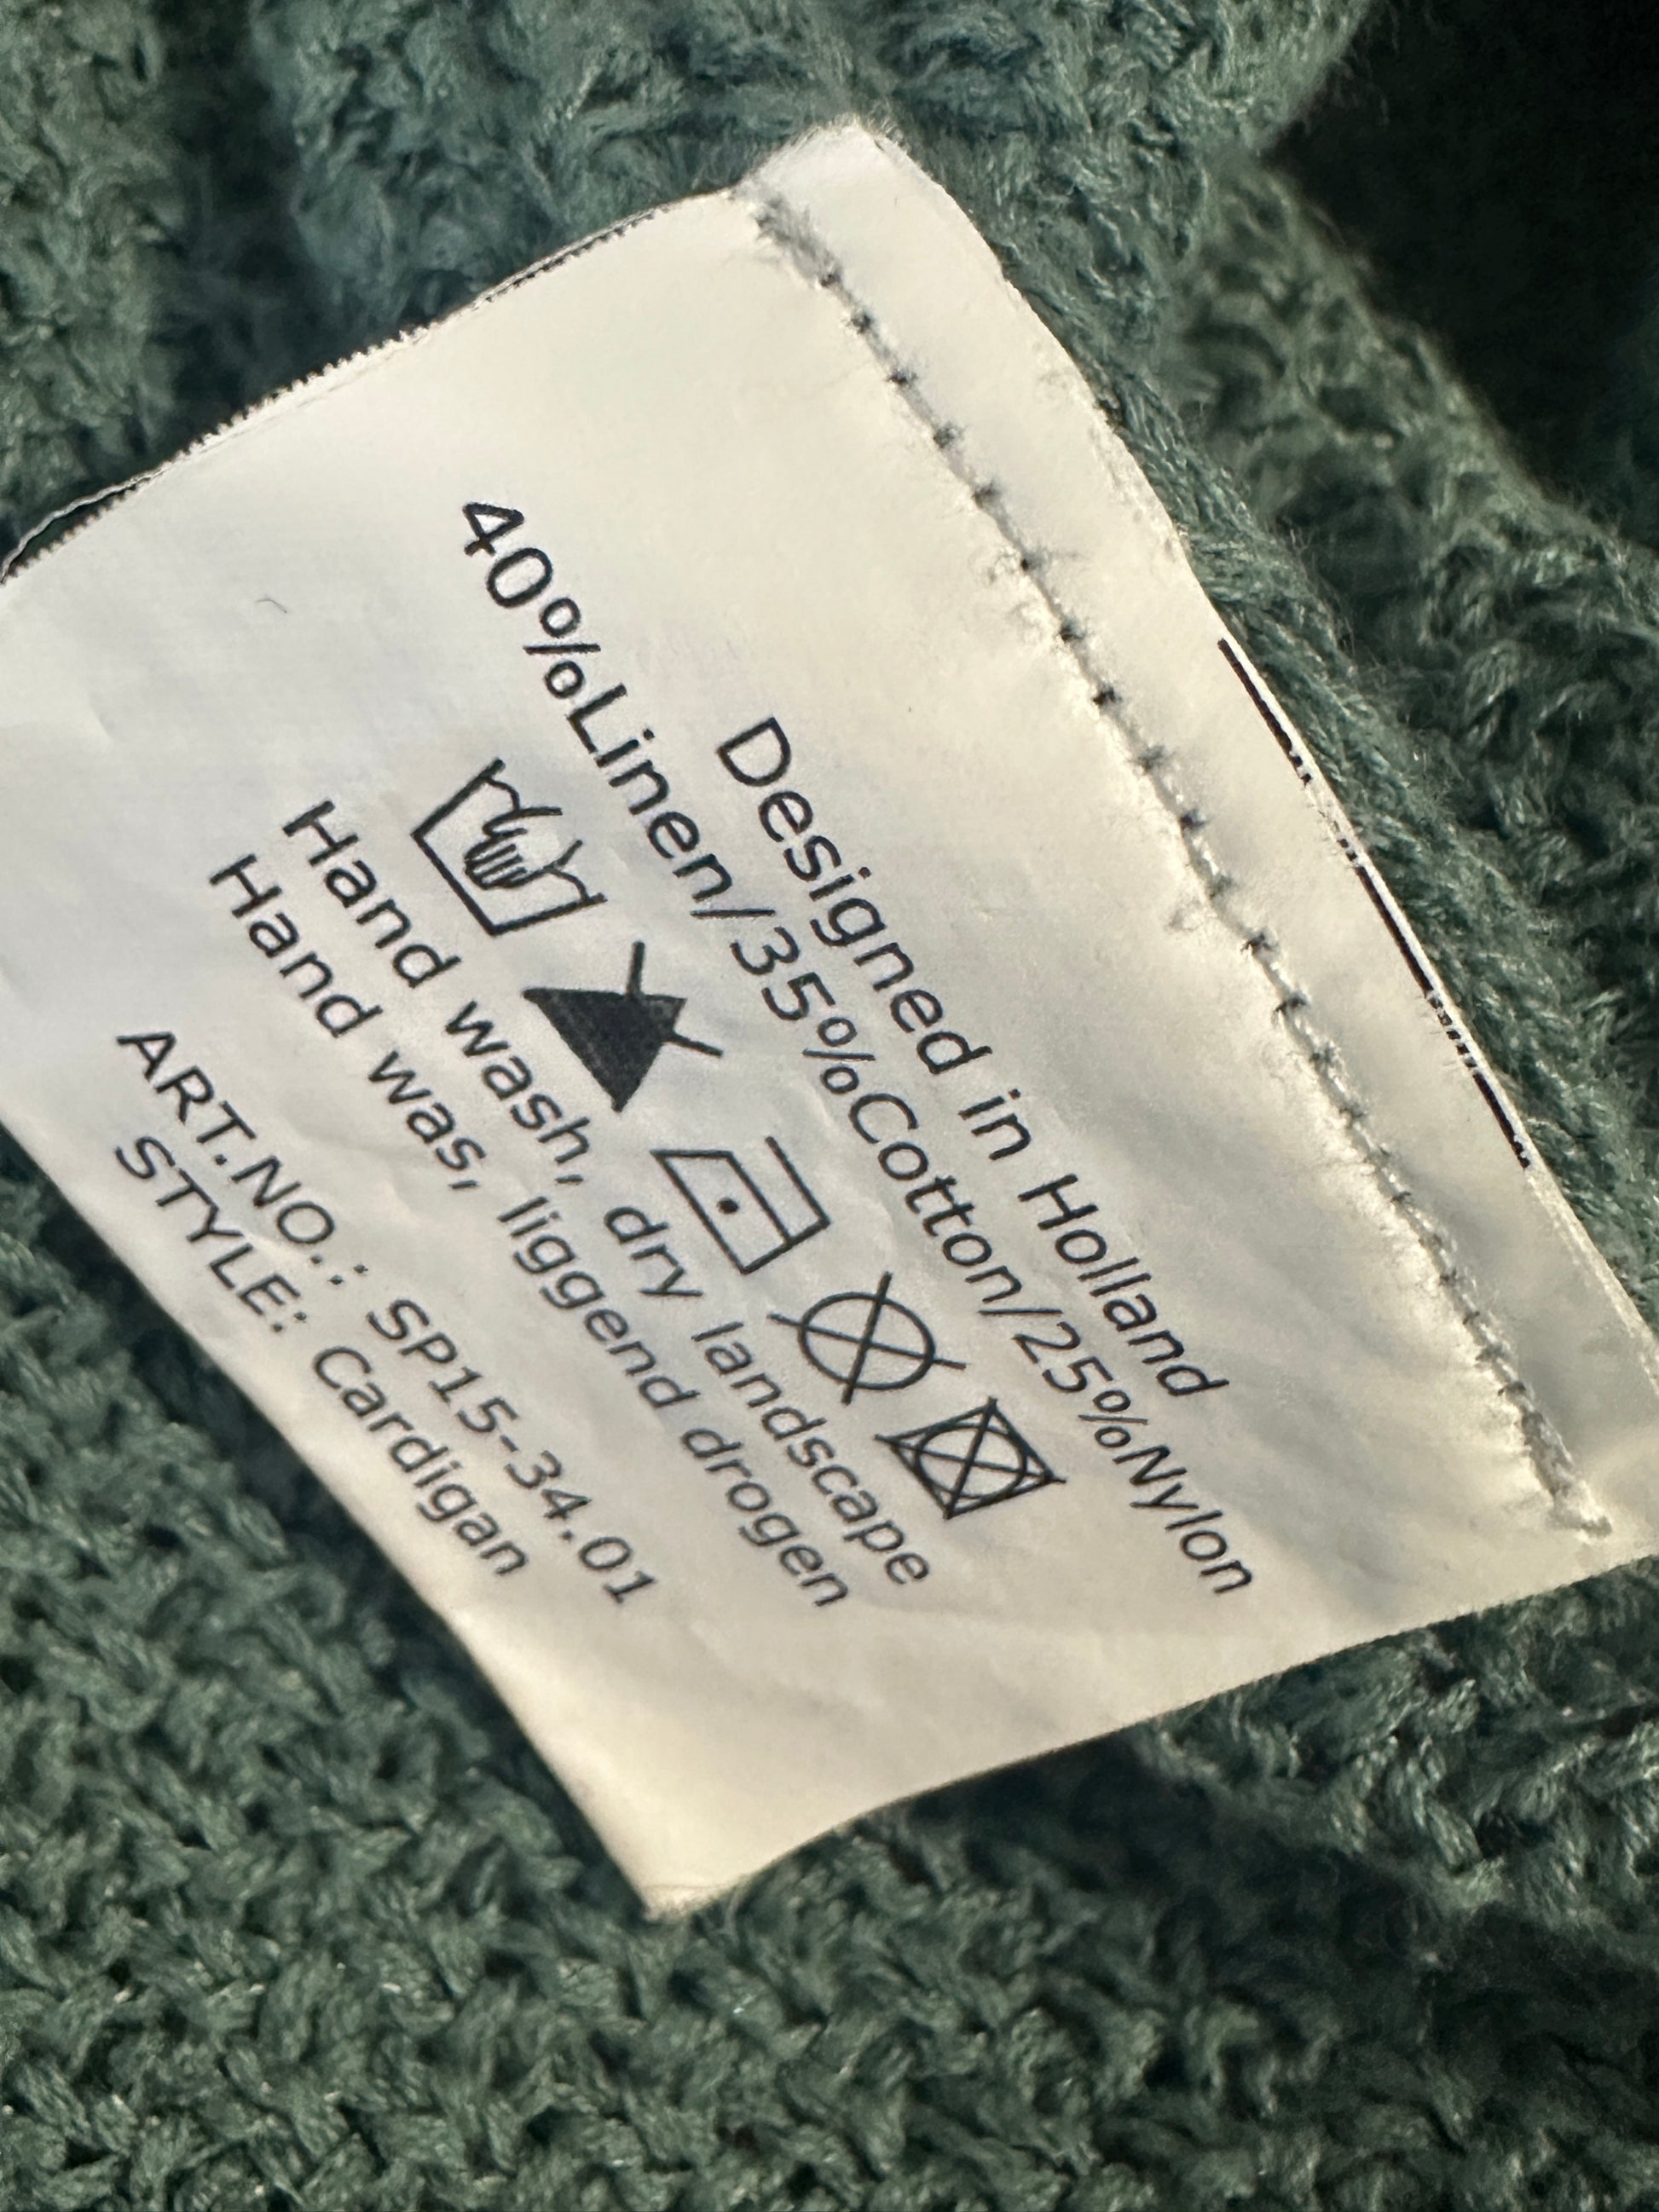 Designed in Holland
40%Linen/35%Cotton/25%Nylon
Hand wash, dry landscape
Hand was, liggend drogen
ART.NO.: SP15-34.01
STYLE: Cardigan